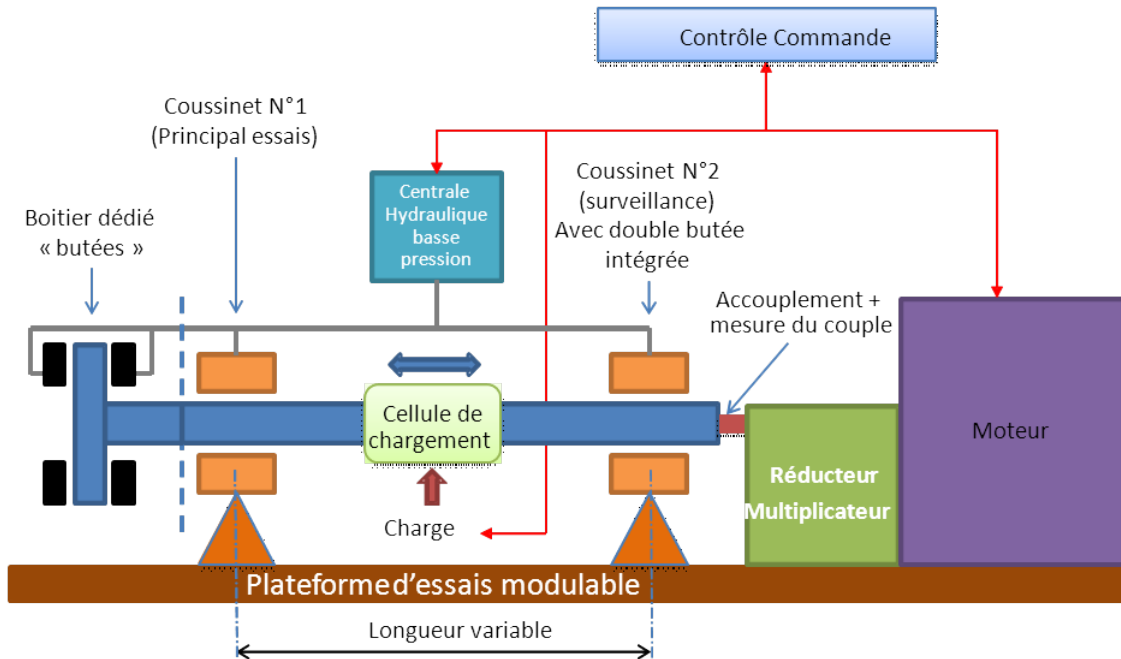 Contrôle Commande
Coussinet N°1
(Principal essais)
Centrale
Hydraulique
basse
pression
Coussinet N°2
(surveillance)
Avec double butée
intégrée
Boitier dédié
« butées »
Accouplement +
mesure du couple
Cellule de
chargement
Moteur
Réducteur
Multiplicateur
Charge
Plateforme d'essais modulable
Longueur variable